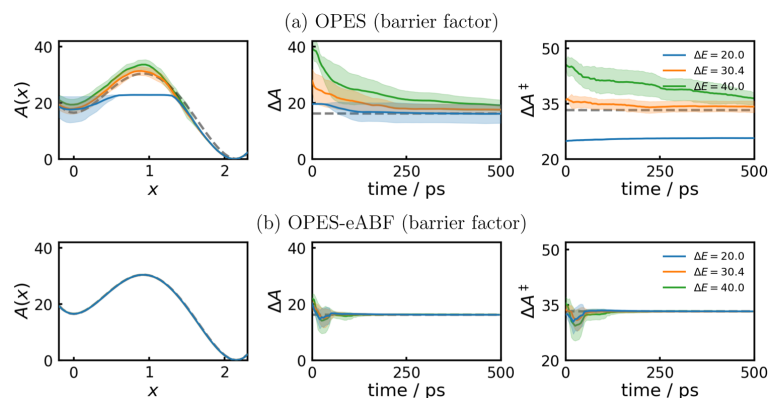 (a) OPES (barrier factor)
A(x)
40
20
0
0
1
2
x
ΔA
40
20
0
0
250
500
time / ps
ΔA‡
50
35
20
0
250
500
time / ps
ΔE = 20.0
ΔE = 30.4
ΔE = 40.0
(b) OPES-eABF (barrier factor)
A(x)
40
20
0
0
1
2
x
ΔA
40
20
0
0
250
500
time / ps
ΔA‡
50
35
20
0
250
500
time / ps
ΔE = 20.0
ΔE = 30.4
ΔE = 40.0